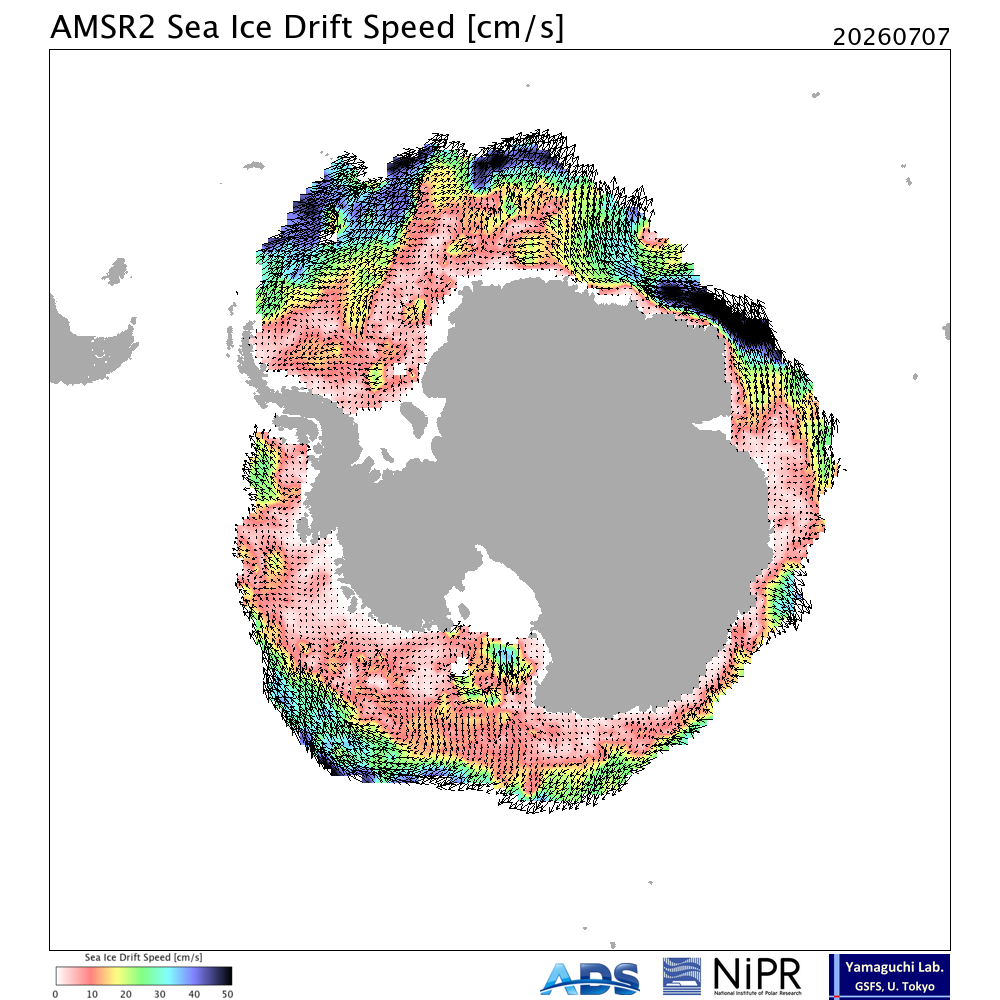 AMSR2 Sea Ice Drift Speed [cm/s]
20260707
Sea Ice Drift Speed [cm/s]
0 10 20 30 40 50
ADS
NiPR
National Institute of Polar Research
Yamaguchi Lab.
GSFS, U. Tokyo